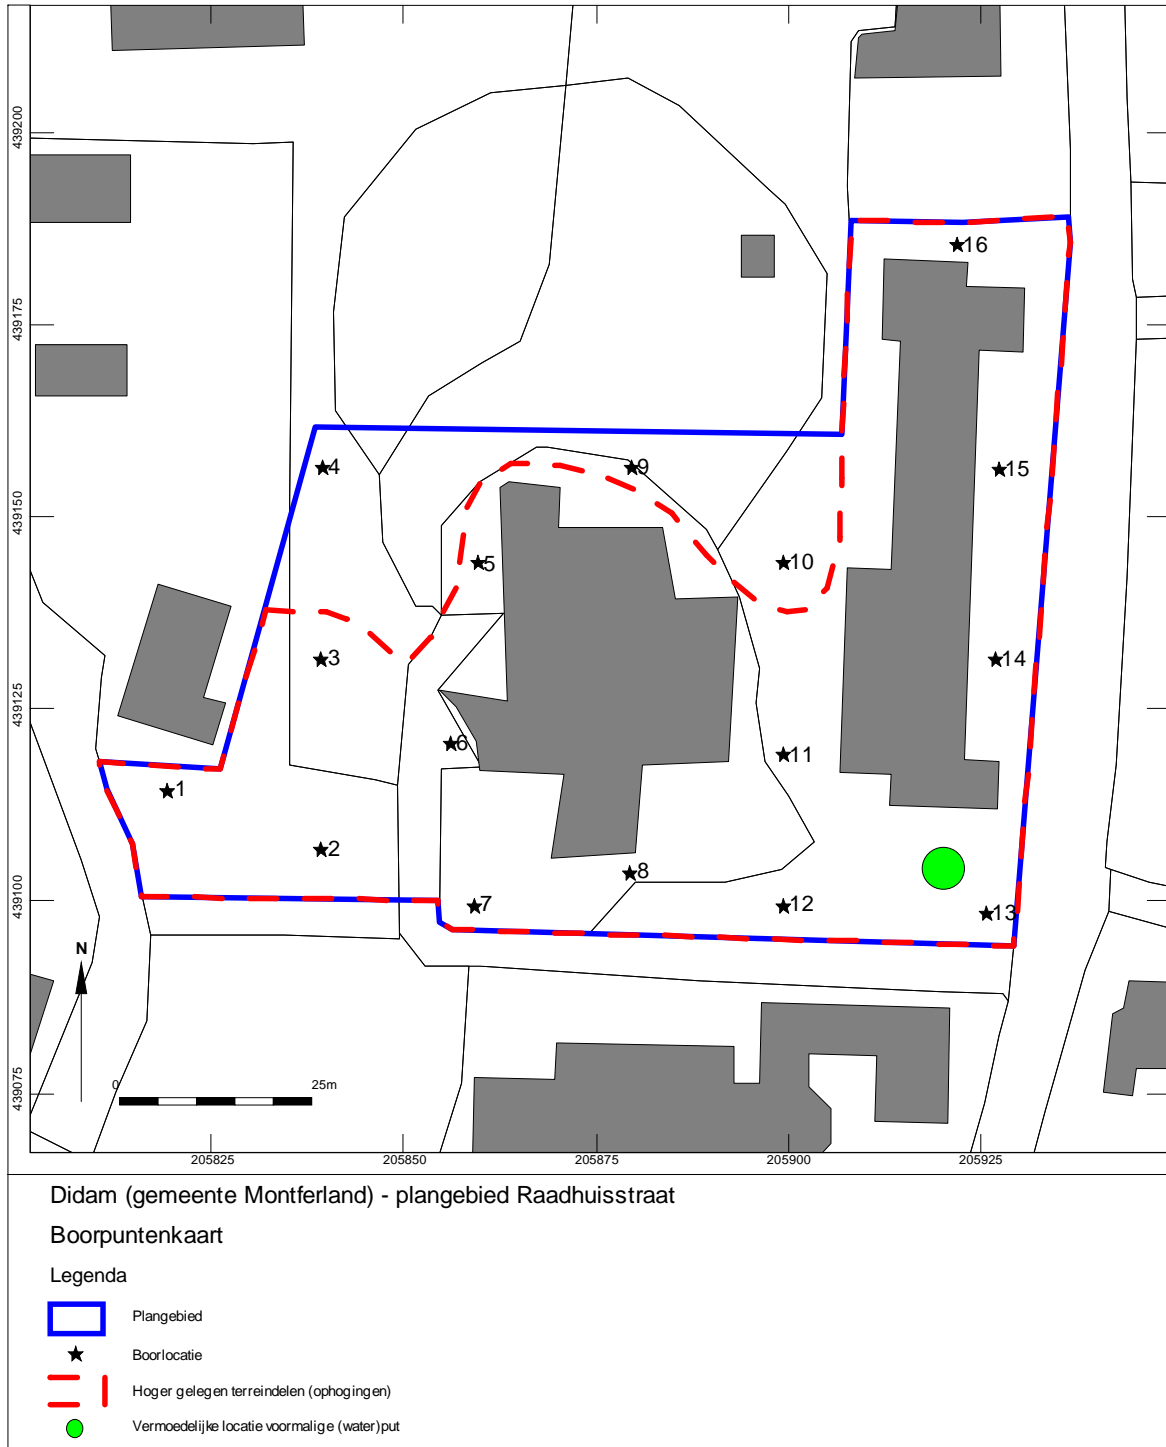 439200
439175
439150
439125
439100
439075
16
4
9
15
5
10
3
14
6
11
1
2
8
7
12
13
N
0 25m
205825 205850 205875 205900 205925
Didam (gemeente Montferland) - plangebied Raadhuisstraat
Boorpuntenkaart
Legenda
Plangebied
Boorlocatie
Hoger gelegen terreindelen (ophogingen)
Vermoedelijke locatie voormalige (water)put